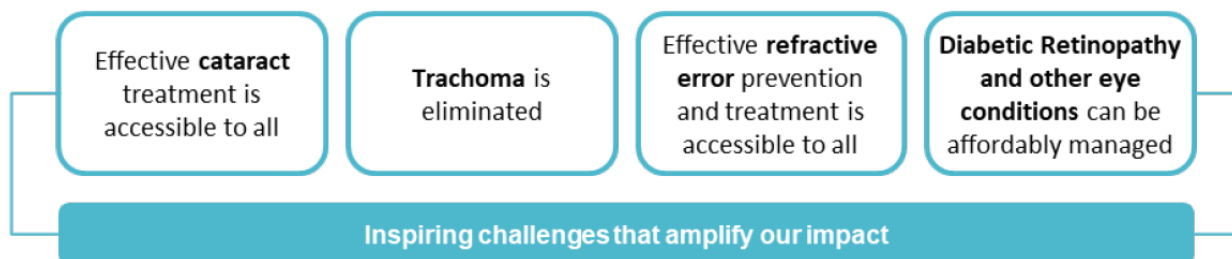 Effective cataract
treatment is
accessible to all
Trachoma is
eliminated
Effective refractive
error prevention
and treatment is
accessible to all
Diabetic Retinopathy
and other eye
conditions can be
affordably managed
Inspiring challenges that amplify our impact